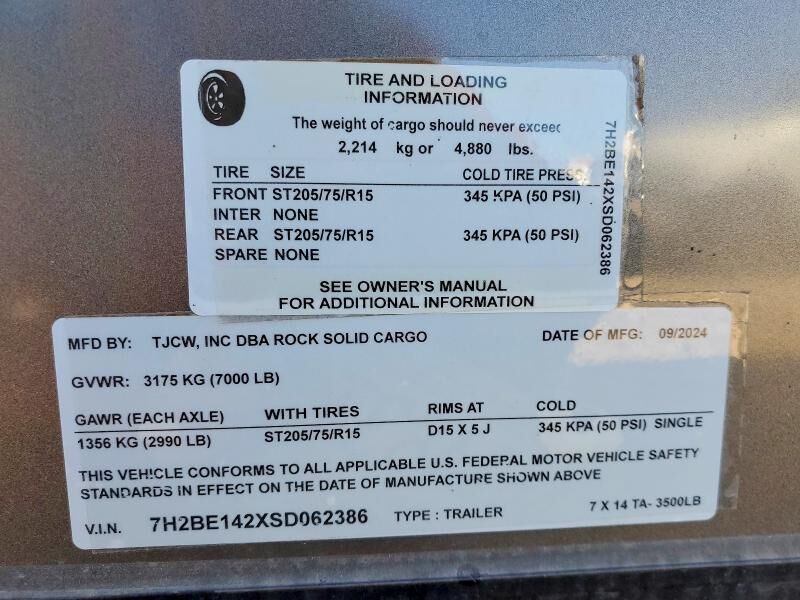 TIRE AND LOADING
INFORMATION
The weight of cargo should never exceed
2,214 kg or 4,880 lbs.
TIRE SIZE COLD TIRE PRESS.
FRONT ST205/75/R15 345 KPA (50 PSI)
INTER NONE
REAR ST205/75/R15 345 KPA (50 PSI)
SPARE NONE
SEE OWNER'S MANUAL
FOR ADDITIONAL INFORMATION
7H2BE142XSD062386
MFD BY: TJCW, INC DBA ROCK SOLID CARGO DATE OF MFG: 09/2024
GVWR: 3175 KG (7000 LB)
GAWR (EACH AXLE) WITH TIRES RIMS AT COLD
1356 KG (2990 LB) ST205/75/R15 D15 X 5 J 345 KPA (50 PSI) SINGLE
THIS VEHICLE CONFORMS TO ALL APPLICABLE U.S. FEDERAL MOTOR VEHICLE SAFETY
STANDARDS IN EFFECT ON THE DATE OF MANUFACTURE SHOWN ABOVE
V.I.N. 7H2BE142XSD062386 TYPE : TRAILER 7 X 14 TA- 3500LB